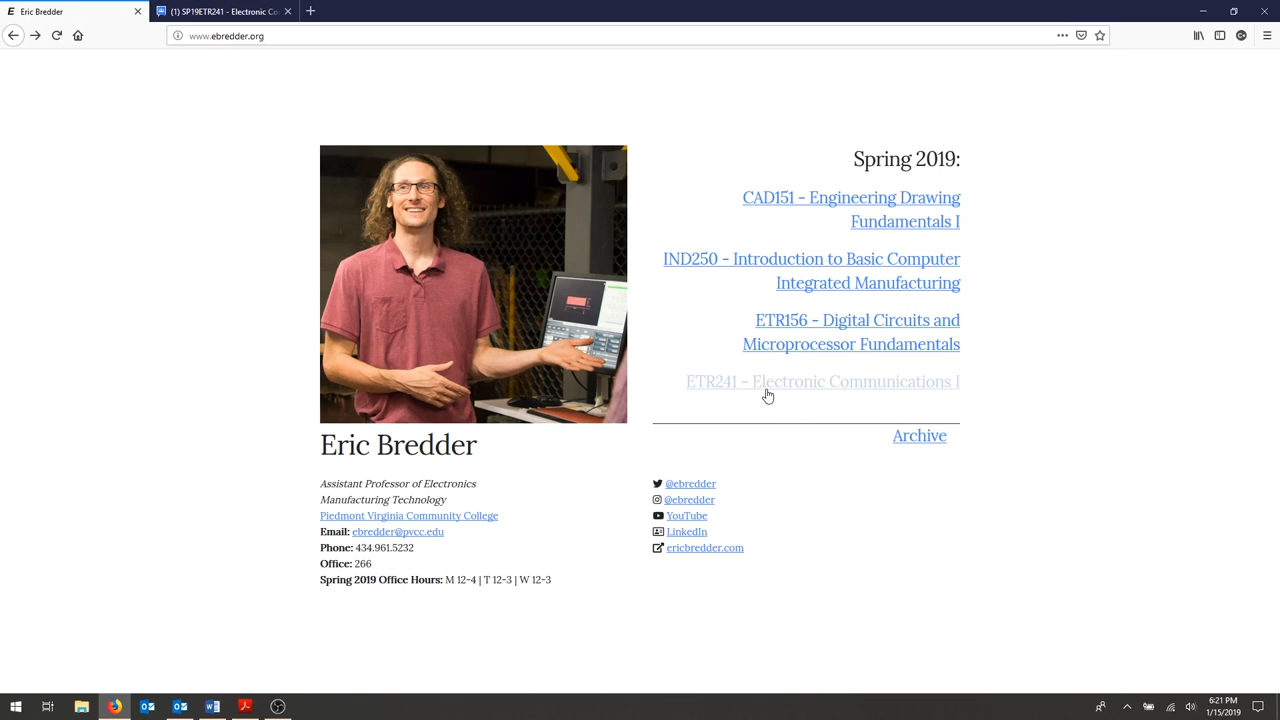 Eric Bredder
(1) SP19ETR241 - Electronic Co
www.ebredder.org
Spring 2019:
CAD151 - Engineering Drawing
Fundamentals I
IND250 - Introduction to Basic Computer
Integrated Manufacturing
ETR156 - Digital Circuits and
Microprocessor Fundamentals
ETR241 - Electronic Communications I
Archive
Eric Bredder
Assistant Professor of Electronics
Manufacturing Technology
Piedmont Virginia Community College
Email: ebredder@pvcc.edu
Phone: 434.961.5232
Office: 266
Spring 2019 Office Hours: M 12-4 | T 12-3 | W 12-3
@ebredder
@ebredder
YouTube
LinkedIn
ericbredder.com
6:21 PM
1/15/2019